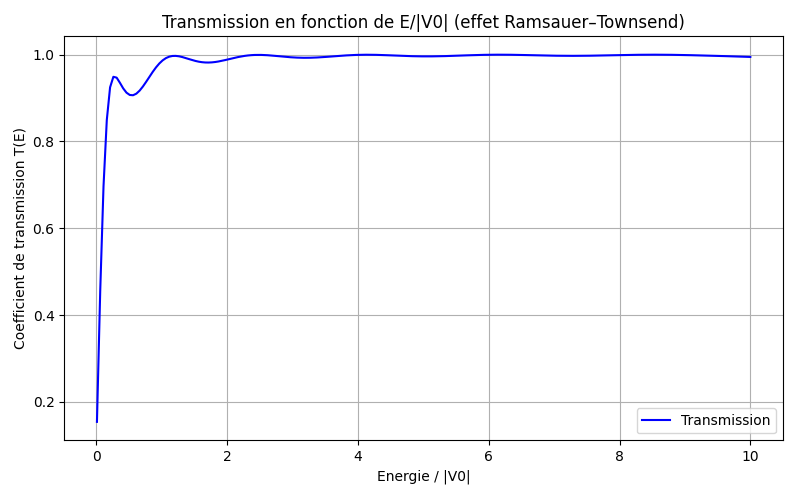 Transmission en fonction de E/|V0| (effet Ramsauer–Townsend)
Coefficient de transmission T(E)
1.0
0.8
0.6
0.4
0.2
Transmission
0 2 4 6 8 10
Energie / |V0|